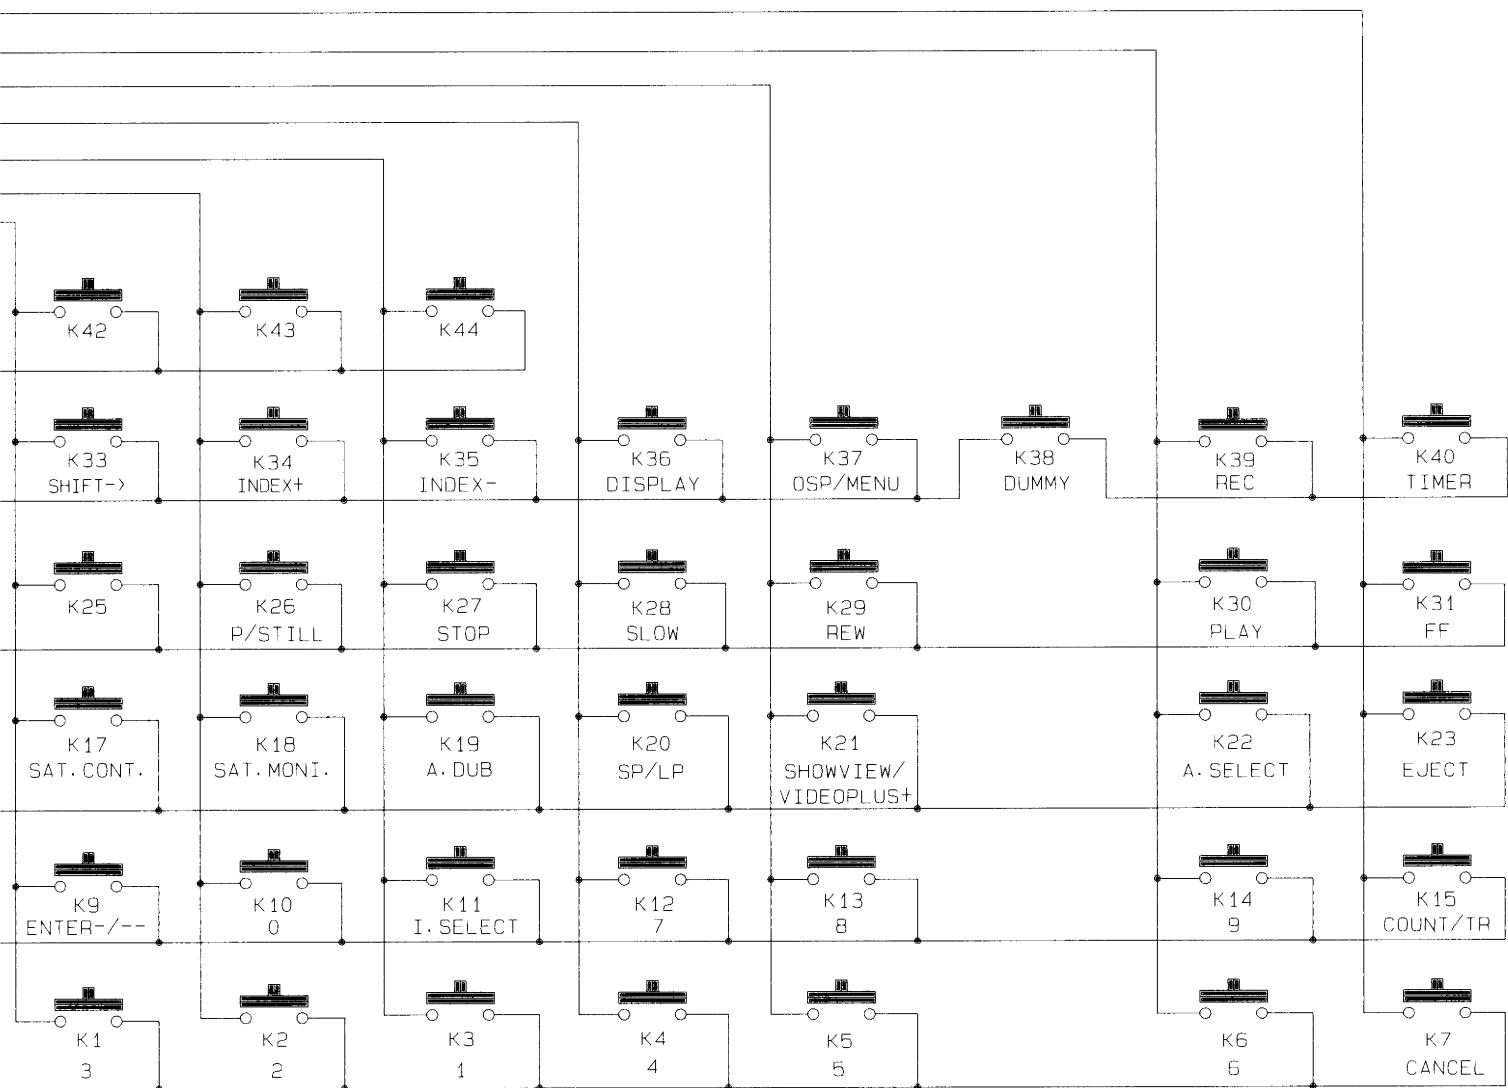 K42 K43 K44
K33 K34 K35 K36 K37 K38 K39 K40
SHIFT-> INDEX+ INDEX- DISPLAY OSP/MENU DUMMY REC TIMER
K25 K26 K27 K28 K29 K30 K31
P/STILL STOP SLOW REW PLAY FF
K17 K18 K19 K20 K21 K22 K23
SAT.CONT. SAT.MONI. A.DUB SP/LP SHOWVIEW/ A.SELECT EJECT
VIDEOPLUS+
K9 K10 K11 K12 K13 K14 K15
ENTER-/-- 0 I.SELECT 7 8 9 COUNT/TR
K1 K2 K3 K4 K5 K6 K7
3 2 1 4 5 6 CANCEL